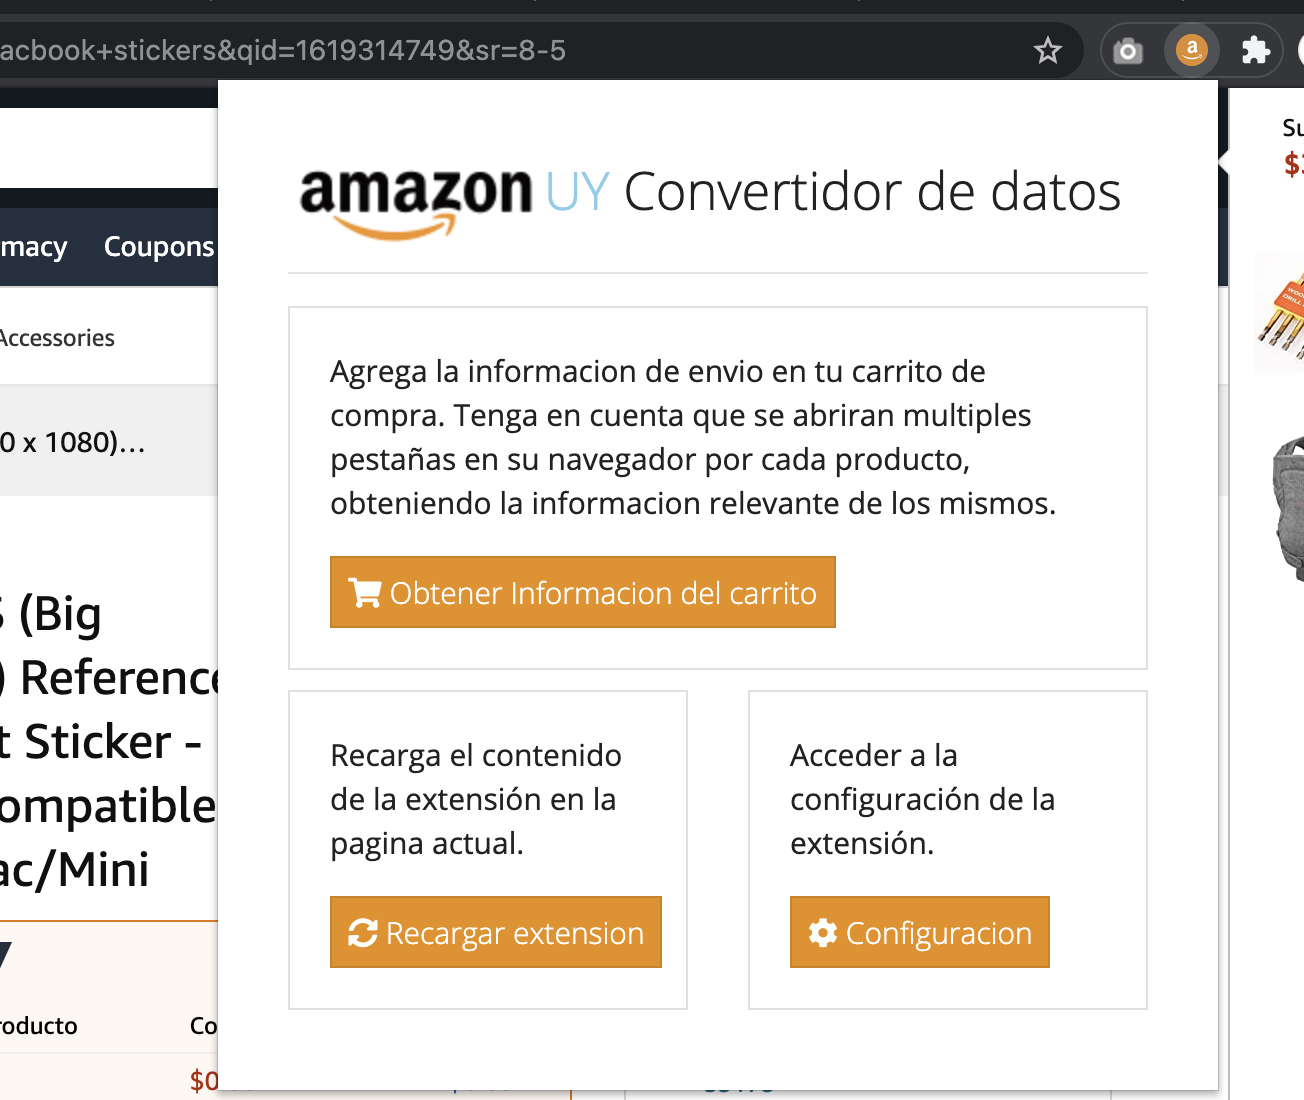 acbook+stickers&qid=1619314749&sr=8-5
amazon UY Convertidor de datos
Su
$
macy Coupons
Accessories
0 x 1080)...
Agrega la informacion de envio en tu carrito de
compra. Tenga en cuenta que se abriran multiples
pestañas en su navegador por cada producto,
obteniendo la informacion relevante de los mismos.
Obtener Informacion del carrito
(Big
) Reference
t Sticker -
ompatible
ac/Mini
Recarga el contenido
de la extensión en la
pagina actual.
Recargar extension
Acceder a la
configuración de la
extensión.
Configuracion
roducto Co
$0